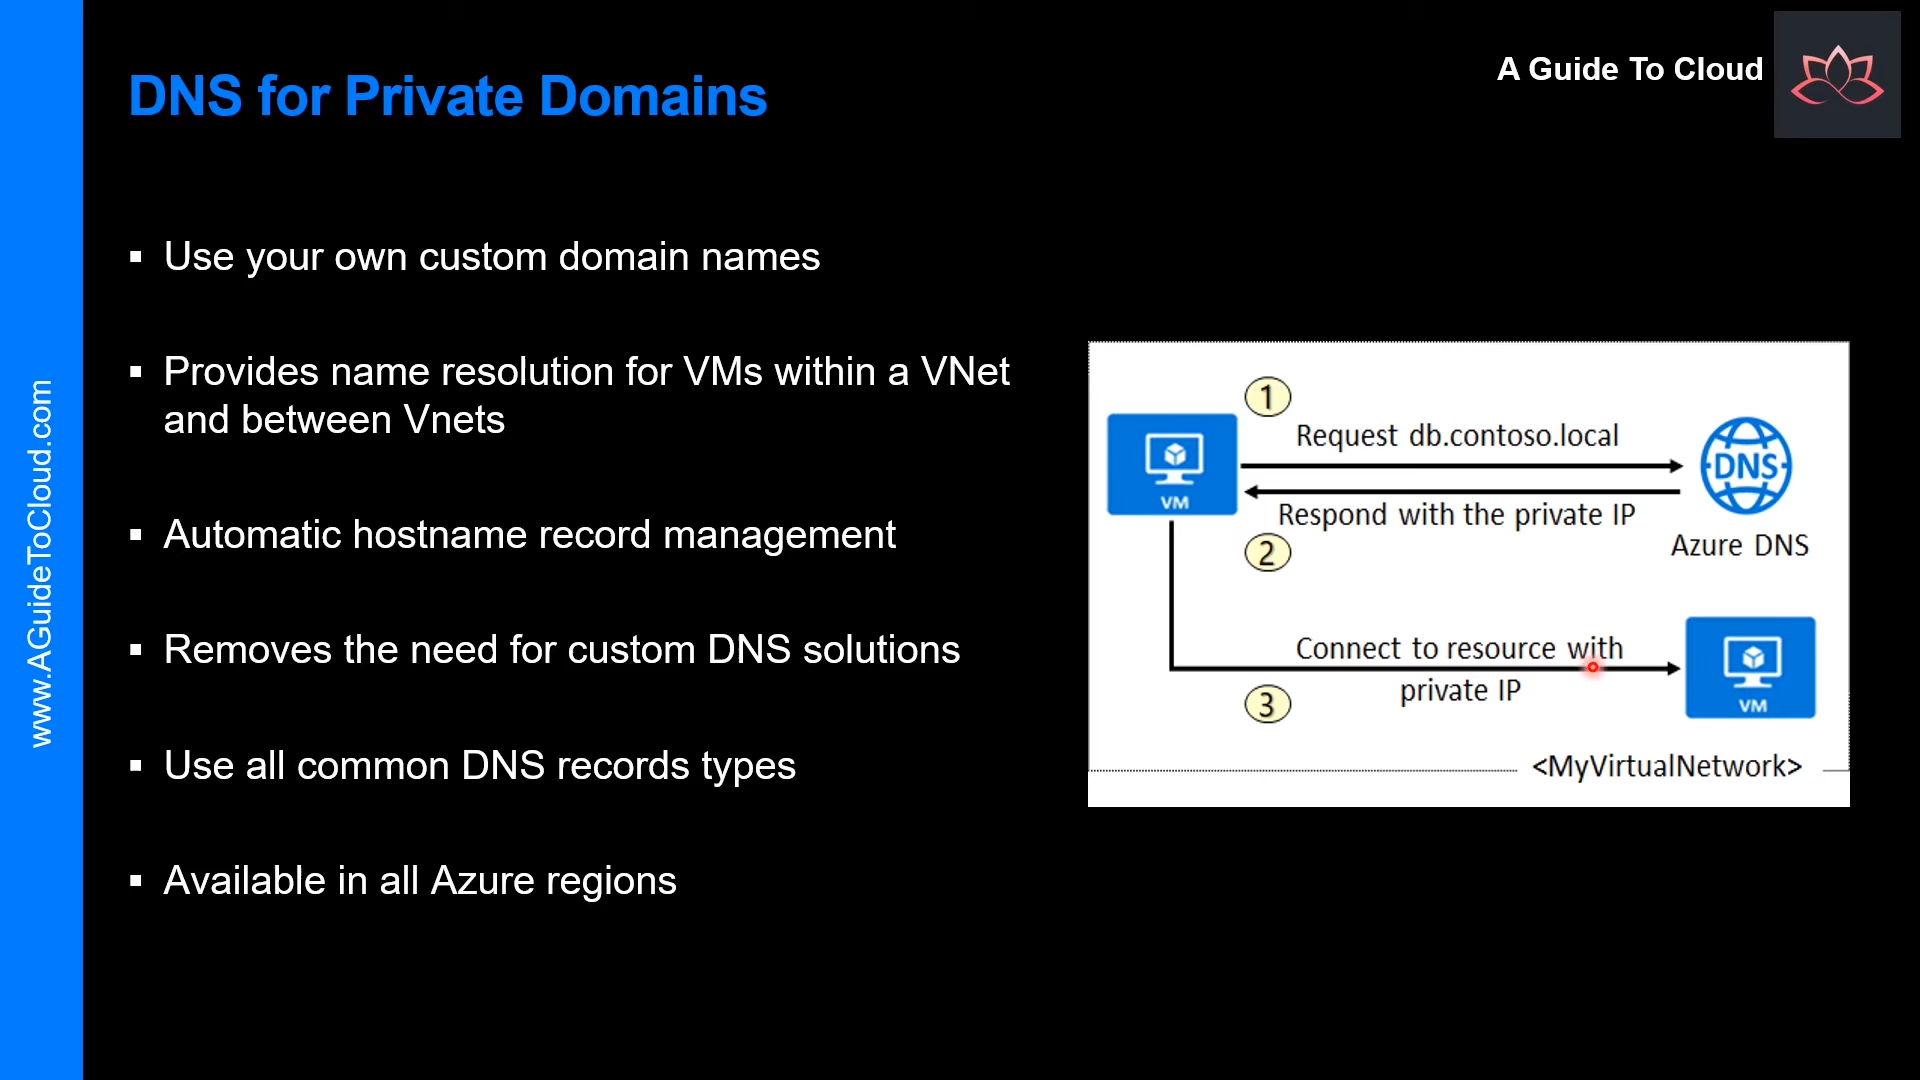 DNS for Private Domains
A Guide To Cloud
www.AGuideToCloud.com
Use your own custom domain names
Provides name resolution for VMs within a VNet
and between Vnets
Automatic hostname record management
Removes the need for custom DNS solutions
Use all common DNS records types
Available in all Azure regions
1
Request db.contoso.local
VM
DNS
Respond with the private IP
2
Azure DNS
Connect to resource with
private IP
3
VM
<MyVirtualNetwork>